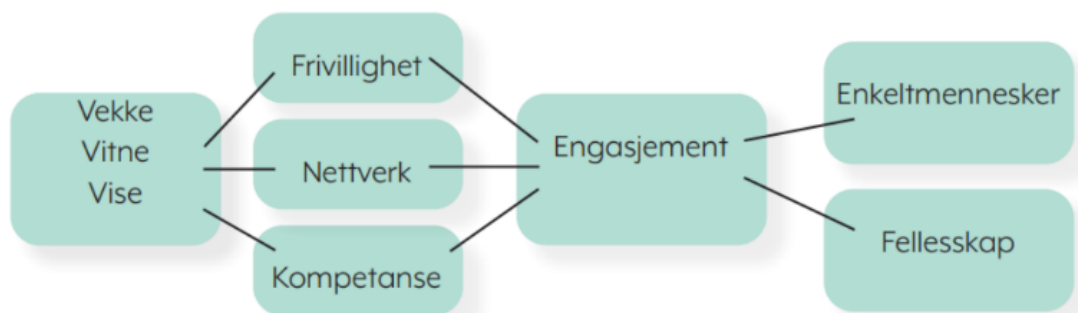 Vekke
Vitne
Vise
Frivillighet
Nettverk
Kompetanse
Engasjement
Enkeltmennesker
Fellesskap